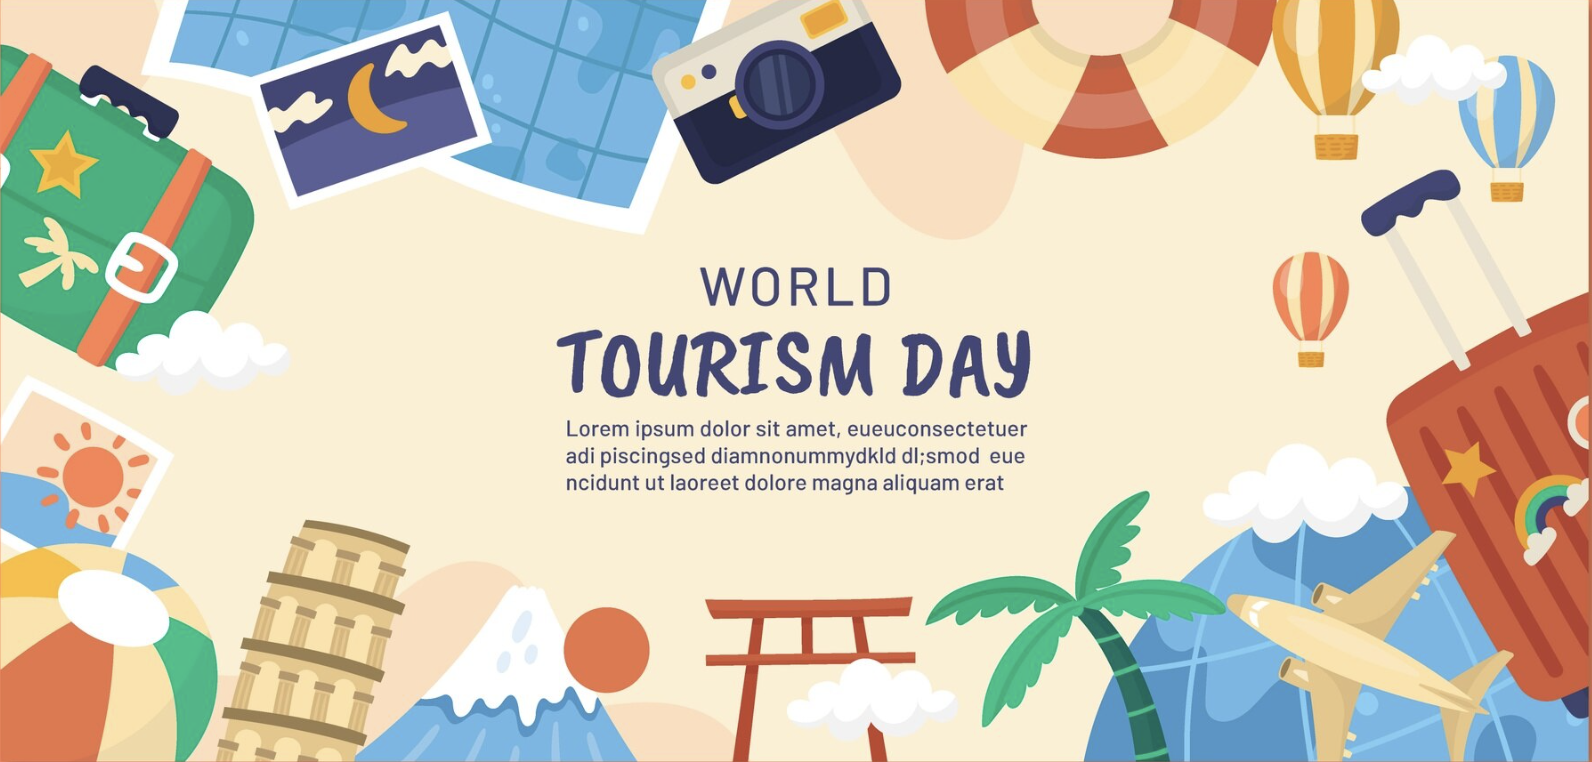 WORLD
TOURISM DAY
Lorem ipsum dolor sit amet, eueuconsectetuer
adi piscingsed diamnonummydkld dl;smod eue
ncidunt ut laoreet dolore magna aliquam erat